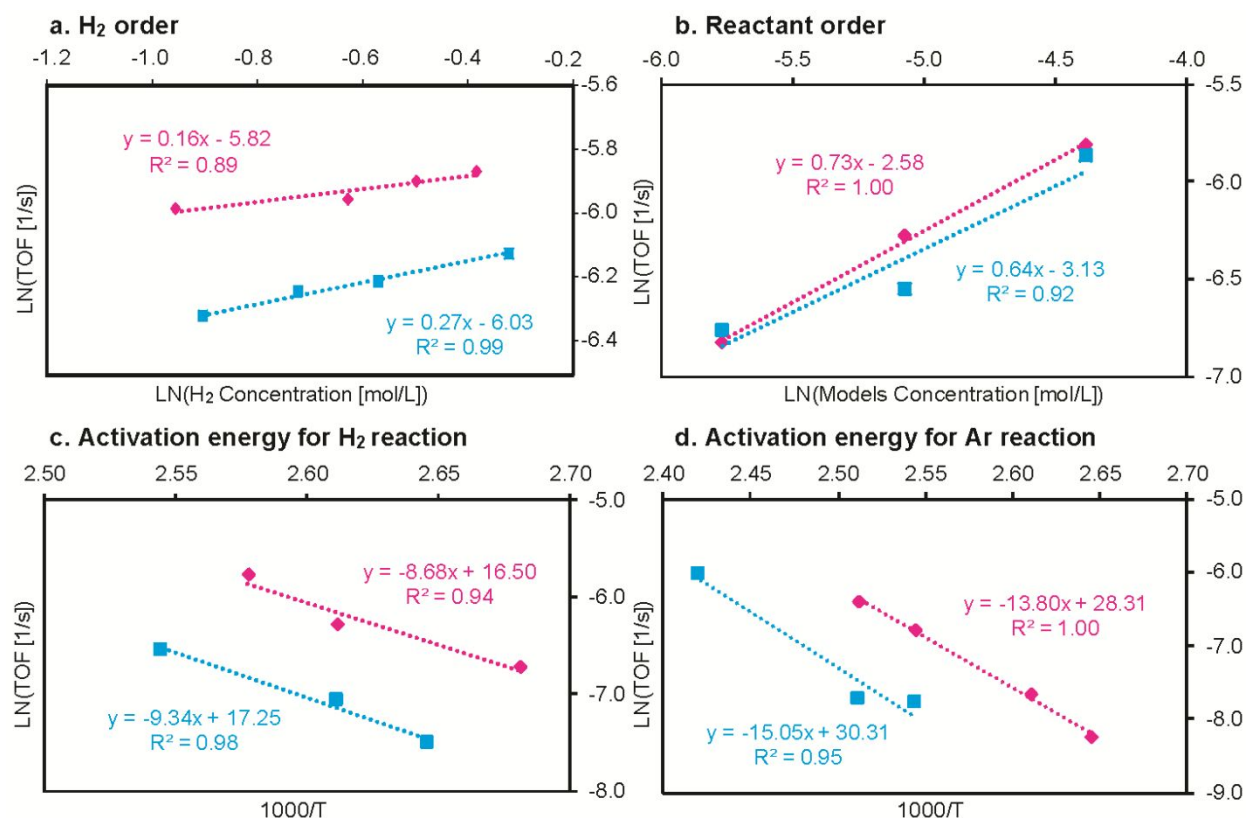 a. H₂ order
-1.2 -1.0 -0.8 -0.6 -0.4 -0.2
-5.6
-5.8
-6.0
-6.2
-6.4
LN(TOF [1/s])
y = 0.16x - 5.82
R² = 0.89
y = 0.27x - 6.03
R² = 0.99
LN(H₂ Concentration [mol/L])
b. Reactant order
-6.0 -5.5 -5.0 -4.5 -4.0
-5.5
-6.0
-6.5
-7.0
LN(TOF [1/s])
y = 0.73x - 2.58
R² = 1.00
y = 0.64x - 3.13
R² = 0.92
LN(Models Concentration [mol/L])
c. Activation energy for H₂ reaction
2.50 2.55 2.60 2.65 2.70
-5.0
-6.0
-7.0
-8.0
LN(TOF [1/s])
y = -8.68x + 16.50
R² = 0.94
y = -9.34x + 17.25
R² = 0.98
1000/T
d. Activation energy for Ar reaction
2.40 2.45 2.50 2.55 2.60 2.65 2.70
-5.0
-6.0
-7.0
-8.0
-9.0
LN(TOF [1/s])
y = -13.80x + 28.31
R² = 1.00
y = -15.05x + 30.31
R² = 0.95
1000/T